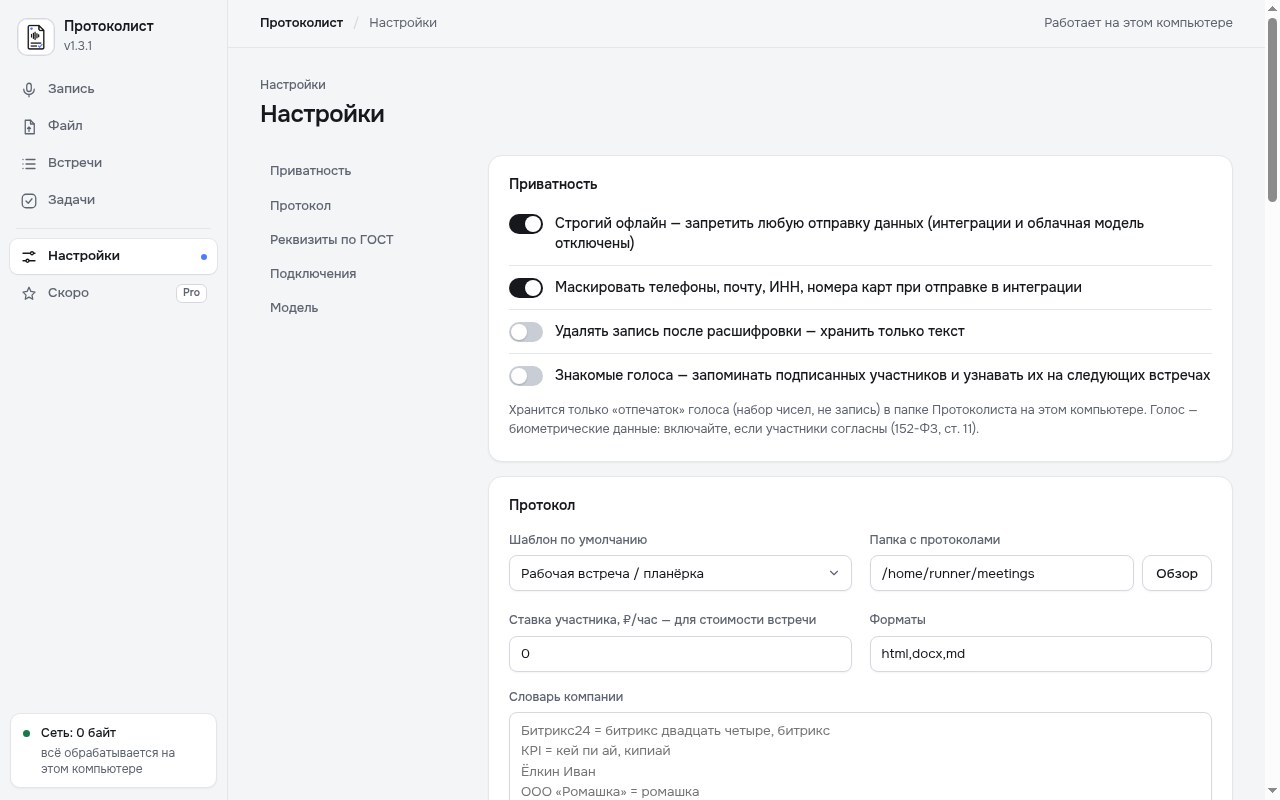 Протоколист
v1.3.1
Запись
Файл
Встречи
Задачи
Настройки
Скоро
Pro
Сеть: 0 байт
всё обрабатывается на
этом компьютере
Протоколист / Настройки
Работает на этом компьютере
Настройки
Настройки
Приватность
Протокол
Реквизиты по ГОСТ
Подключения
Модель
Приватность
Строгий офлайн — запретить любую отправку данных (интеграции и облачная модель
отключены)
Маскировать телефоны, почту, ИНН, номера карт при отправке в интеграции
Удалять запись после расшифровки — хранить только текст
Знакомые голоса — запоминать подписанных участников и узнавать их на следующих встречах
Хранится только «отпечаток» голоса (набор чисел, не запись) в папке Протоколиста на этом компьютере. Голос —
биометрические данные: включайте, если участники согласны (152-ФЗ, ст. 11).
Протокол
Шаблон по умолчанию
Рабочая встреча / планёрка
Папка с протоколами
/home/runner/meetings
Обзор
Ставка участника, ₽/час — для стоимости встречи
0
Форматы
html,docx,md
Словарь компании
Битрикс24 = битрикс двадцать четыре, битрикс
KPI = кей пи ай, кипиай
Ёлкин Иван
ООО «Ромашка» = ромашка